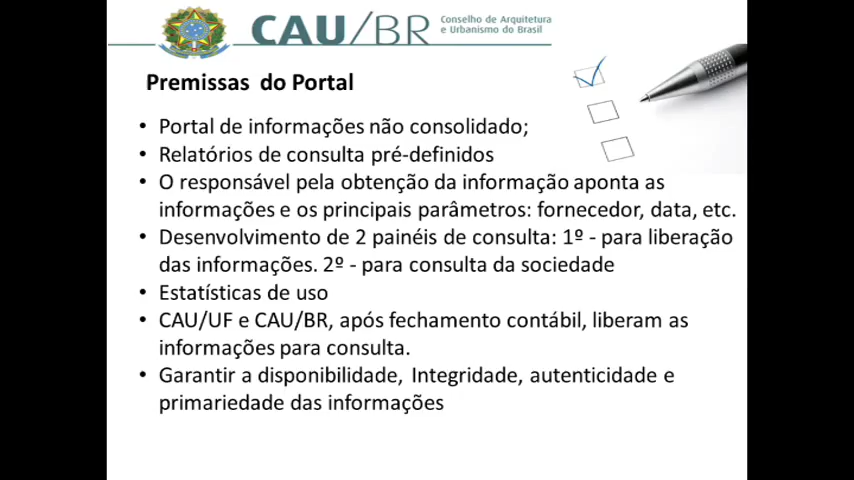 CAU/BR
Conselho de Arquitetura
e Urbanismo do Brasil
Premissas do Portal
• Portal de informações não consolidado;
• Relatórios de consulta pré-definidos
• O responsável pela obtenção da informação aponta as
informações e os principais parâmetros: fornecedor, data, etc.
• Desenvolvimento de 2 painéis de consulta: 1º - para liberação
das informações. 2º - para consulta da sociedade
• Estatísticas de uso
• CAU/UF e CAU/BR, após fechamento contábil, liberam as
informações para consulta.
• Garantir a disponibilidade, Integridade, autenticidade e
primariedade das informações